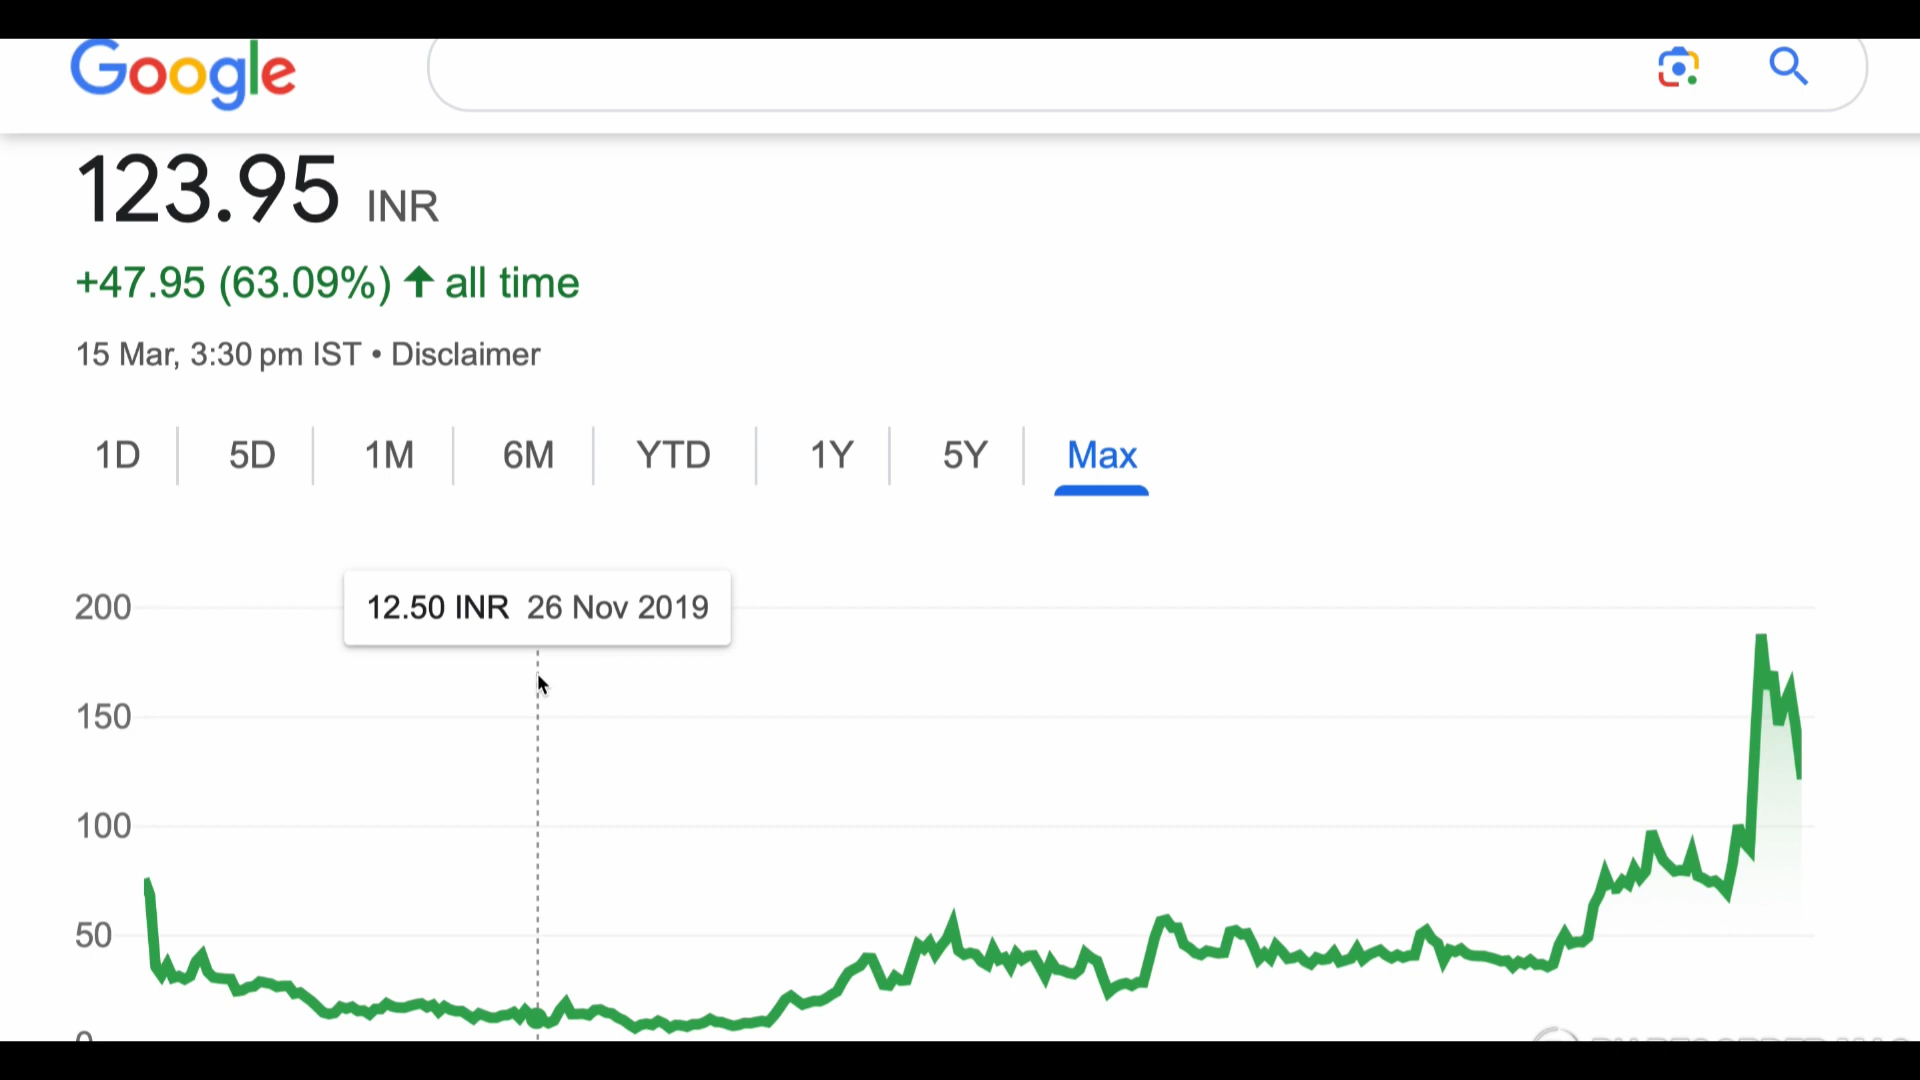 Google
123.95 INR
+47.95 (63.09%) ↑ all time
15 Mar, 3:30 pm IST • Disclaimer
1D 5D 1M 6M YTD 1Y 5Y Max
12.50 INR 26 Nov 2019
200
150
100
50
0